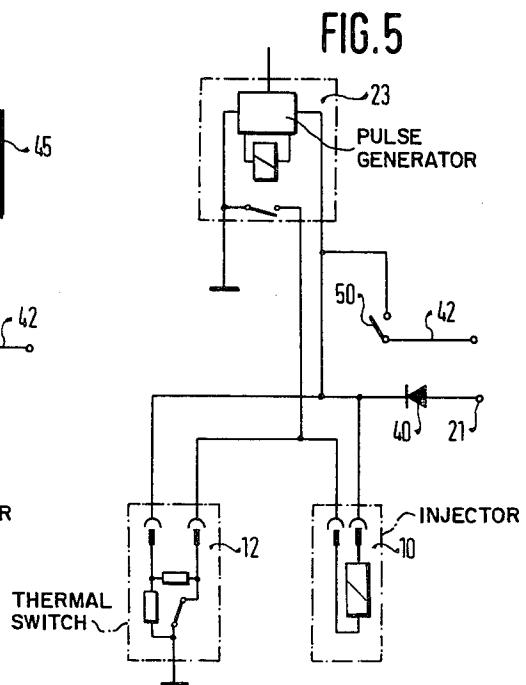 FIG.5
23
PULSE
GENERATOR
45
50
42
42
40
21
R
INJECTOR
12
10
THERMAL
SWITCH